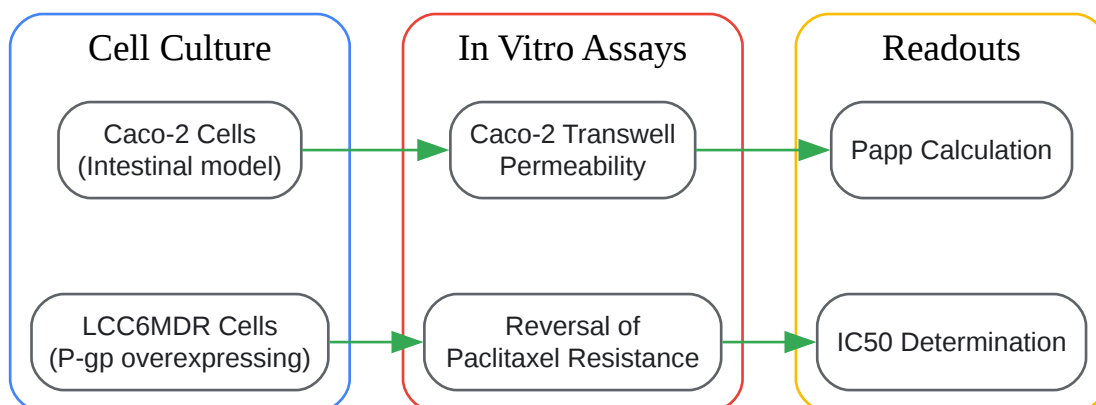 Cell Culture
In Vitro Assays
Readouts
Caco-2 Cells
(Intestinal model)
Caco-2 Transwell
Permeability
Papp Calculation
LCC6MDR Cells
(P-gp overexpressing)
Reversal of
Paclitaxel Resistance
IC50 Determination